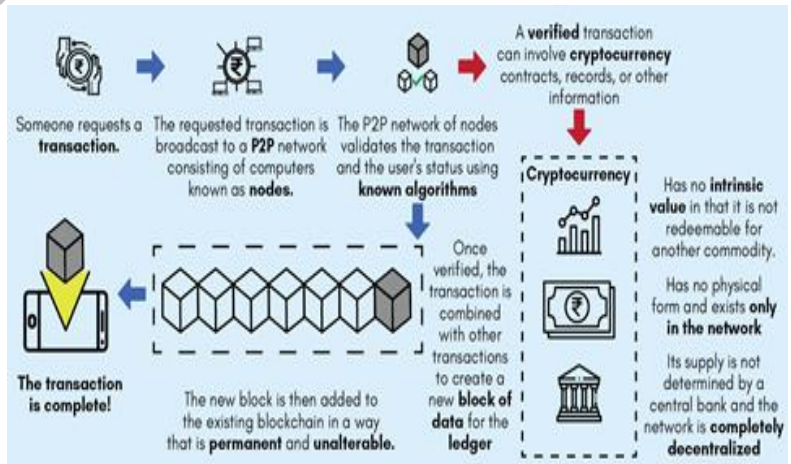 Someone requests a
transaction.
The requested transaction is
broadcast to a P2P network
consisting of computers
known as nodes.
The P2P network of nodes
validates the transaction
and the user's status using
known algorithms
A verified transaction
can involve cryptocurrency
contracts, records, or other
information
Cryptocurrency
Has no intrinsic
value in that it is not
redeemable for
another commodity.
Has no physical
form and exists only
in the network
Its supply is not
determined by a
central bank and the
network is completely
decentralized
Once
verified, the
transaction is
combined
with other
transactions
to create a
new block of
data for the
ledger
The new block is then added to
the existing blockchain in a way
that is permanent and unalterable.
The transaction
is complete!